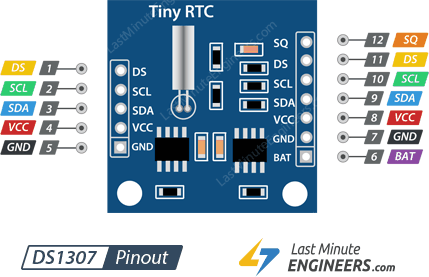 Tiny RTC
DS 1
SCL 2
SDA 3
VCC 4
GND 5
DS
SCL
SDA
VCC
GND
SQ
DS
SCL
SDA
VCC
GND
BAT
12 SQ
11 DS
10 SCL
9 SDA
8 VCC
7 GND
6 BAT
LastMinuteEngineers.com
DS1307 Pinout
Last Minute
ENGINEERS.com